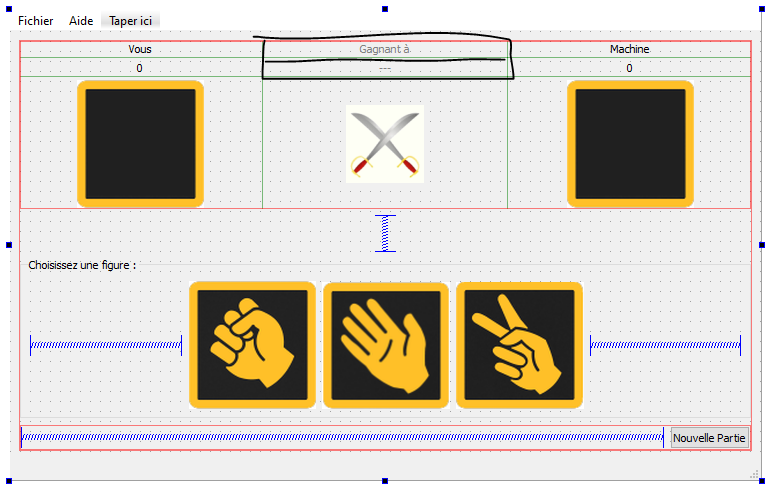 Fichier Aide Taper ici
Vous Gagnant à Machine
0 --- 0
Choisissez une figure :
Nouvelle Partie